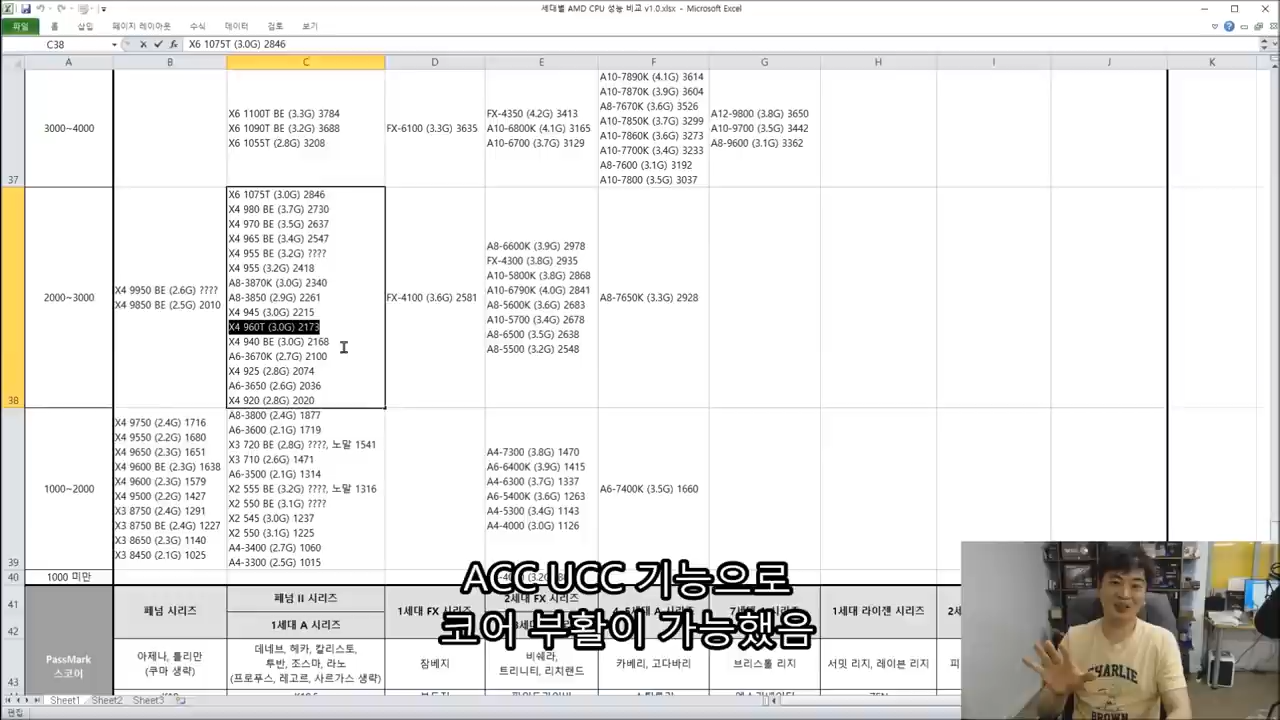 세대별 AMD CPU 성능 비교 v1.0.xlsx - Microsoft Excel
파일 홈 삽입 페이지 레이아웃 수식 데이터 검토 보기
C38 X6 1075T (3.0G) 2846
A B C D E F G H I J K
37
3000~4000
X6 1100T BE (3.3G) 3784
X6 1090T BE (3.2G) 3688
X6 1055T (2.8G) 3208
FX-6100 (3.3G) 3635
FX-4350 (4.2G) 3413
A10-6800K (4.1G) 3165
A10-6700 (3.7G) 3129
A10-7890K (4.1G) 3614
A10-7870K (3.9G) 3604
A8-7670K (3.6G) 3526
A10-7850K (3.7G) 3299
A10-7860K (3.6G) 3273
A10-7700K (3.4G) 3233
A8-7600 (3.1G) 3192
A10-7800 (3.5G) 3037
A12-9800 (3.8G) 3650
A10-9700 (3.5G) 3442
A8-9600 (3.1G) 3362
38
2000~3000
X4 9950 BE (2.6G) ????
X4 9850 BE (2.5G) 2010
X6 1075T (3.0G) 2846
X4 980 BE (3.7G) 2730
X4 970 BE (3.5G) 2637
X4 965 BE (3.4G) 2547
X4 955 BE (3.2G) ????
X4 955 (3.2G) 2418
A8-3870K (3.0G) 2340
A8-3850 (2.9G) 2261
X4 945 (3.0G) 2215
X4 960T (3.0G) 2173
X4 940 BE (3.0G) 2168
A6-3670K (2.7G) 2100
X4 925 (2.8G) 2074
A6-3650 (2.6G) 2036
X4 920 (2.8G) 2020
FX-4100 (3.6G) 2581
A8-6600K (3.9G) 2978
FX-4300 (3.8G) 2935
A10-5800K (3.8G) 2868
A10-6790K (4.0G) 2841
A8-5600K (3.6G) 2683
A10-5700 (3.4G) 2678
A8-6500 (3.5G) 2638
A8-5500 (3.2G) 2548
A8-7650K (3.3G) 2928
39
1000~2000
X4 9750 (2.4G) 1716
X4 9550 (2.2G) 1680
X4 9650 (2.3G) 1651
X4 9600 BE (2.3G) 1638
X4 9600 (2.3G) 1579
X4 9500 (2.2G) 1427
X3 8750 (2.4G) 1291
X3 8750 BE (2.4G) 1227
X3 8650 (2.3G) 1140
X3 8450 (2.1G) 1025
A8-3800 (2.4G) 1877
A6-3600 (2.1G) 1719
X3 720 BE (2.8G) ????, 노말 1541
X3 710 (2.6G) 1471
A6-3500 (2.1G) 1314
X2 555 BE (3.2G) ????, 노말 1316
X2 550 BE (3.1G) ????
X2 545 (3.0G) 1237
X2 550 (3.1G) 1225
A4-3400 (2.7G) 1060
A4-3300 (2.5G) 1015
A4-7300 (3.8G) 1470
A6-6400K (3.9G) 1415
A4-6300 (3.7G) 1337
A6-5400K (3.6G) 1263
A4-5300 (3.4G) 1143
A4-4000 (3.0G) 1126
A6-7400K (3.5G) 1660
40
1000 미만
41
42
페넘 시리즈
페넘 II 시리즈
1세대 A 시리즈
1세대 FX 시리즈
2세대 FX 시리즈
1세대 라이젠 시리즈
43
PassMark
스코어
아제나, 톨리만
(쿠마 생략)
데네브, 헤카, 칼리스토,
투반, 조스마, 라노
(프로푸스, 레고르, 사르가스 생략)
잠베지
비쉐라,
트리니티, 리치랜드
카베리, 고다바리
브리스톨 리지
서밋 리지, 레이븐 리지
ACC UCC 기능으로
코어 부활이 가능했음
CHARLIE
BROWN
Sheet1 Sheet2 Sheet3
편집